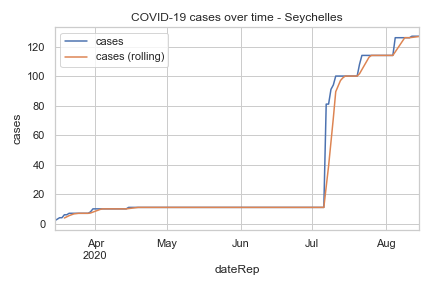 COVID-19 cases over time - Seychelles
cases
cases (rolling)
cases
120
100
80
60
40
20
0
Apr
2020
May
Jun
Jul
Aug
dateRep